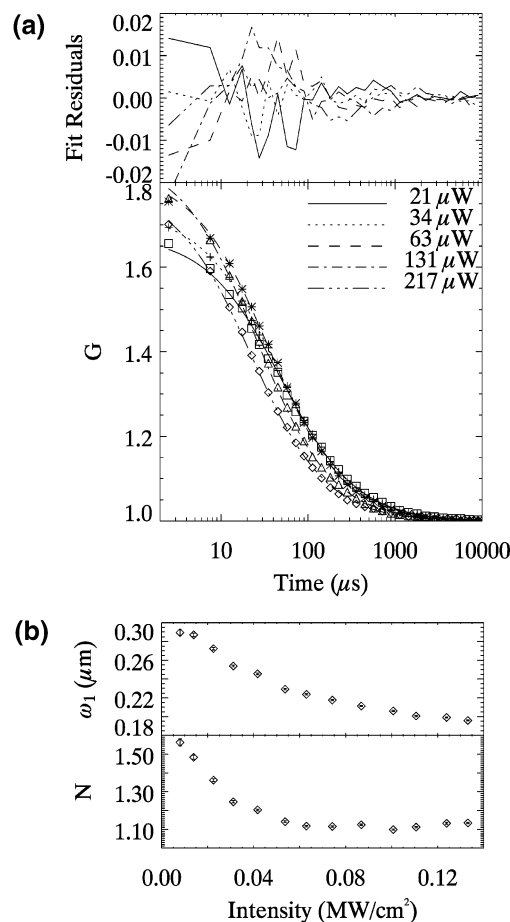 (a)
0.02
0.01
0.00
-0.01
-0.02
Fit Residuals
1.8
1.6
1.4
1.2
1.0
G
21 μW
34 μW
63 μW
131 μW
217 μW
10
100
1000
10000
Time (μs)
(b)
0.30
0.26
0.22
0.18
ω1 (μm)
1.50
1.30
1.10
N
0.00
0.04
0.08
0.12
Intensity (MW/cm²)